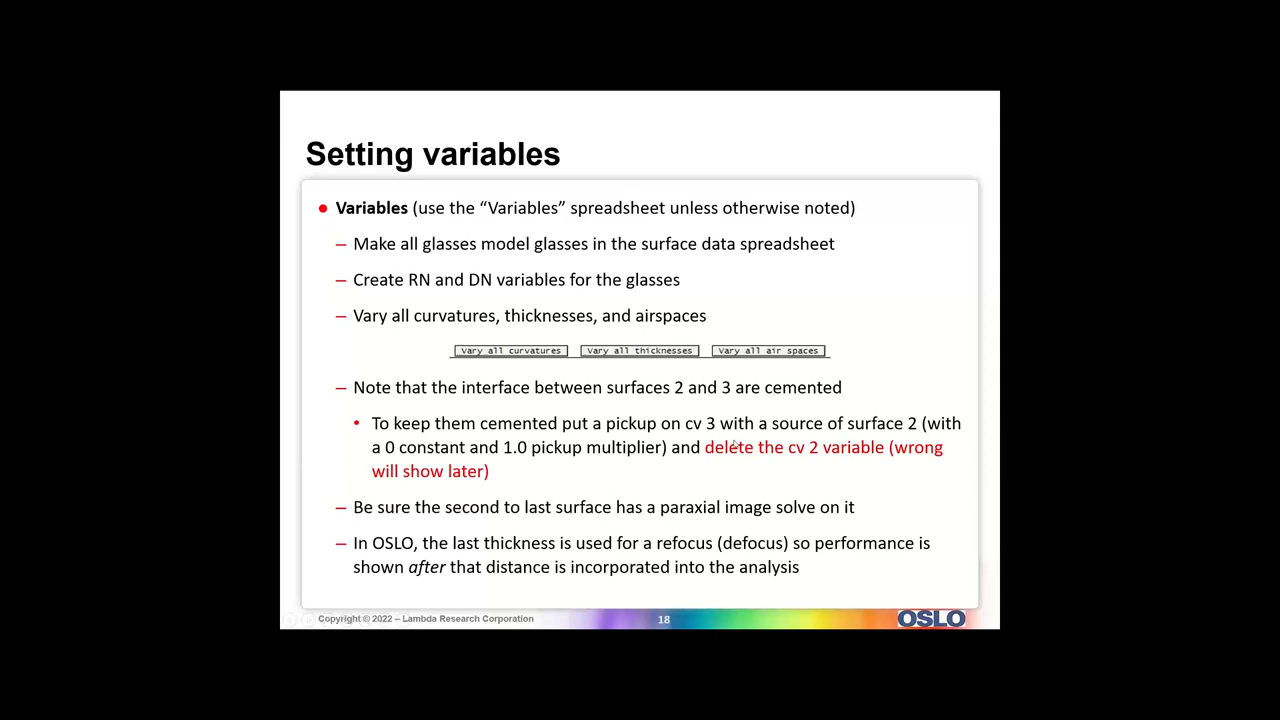 Setting variables
• Variables (use the “Variables” spreadsheet unless otherwise noted)
– Make all glasses model glasses in the surface data spreadsheet
– Create RN and DN variables for the glasses
– Vary all curvatures, thicknesses, and airspaces
Vary all curvatures Vary all thicknesses Vary all air spaces
– Note that the interface between surfaces 2 and 3 are cemented
• To keep them cemented put a pickup on cv 3 with a source of surface 2 (with
a 0 constant and 1.0 pickup multiplier) and delete the cv 2 variable (wrong
will show later)
– Be sure the second to last surface has a paraxial image solve on it
– In OSLO, the last thickness is used for a refocus (defocus) so performance is
shown after that distance is incorporated into the analysis
Copyright © 2022 – Lambda Research Corporation 18 OSLO